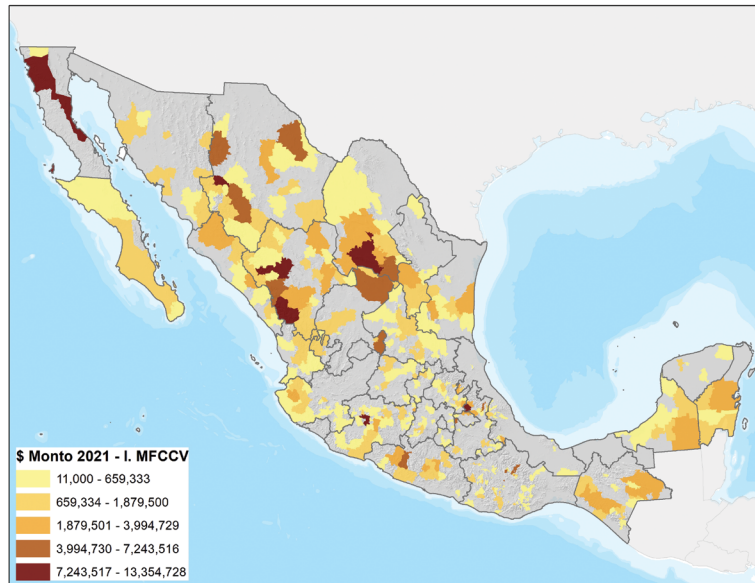 $ Monto 2021 - I. MFCCV
11,000 - 659,333
659,334 - 1,879,500
1,879,501 - 3,994,729
3,994,730 - 7,243,516
7,243,517 - 13,354,728